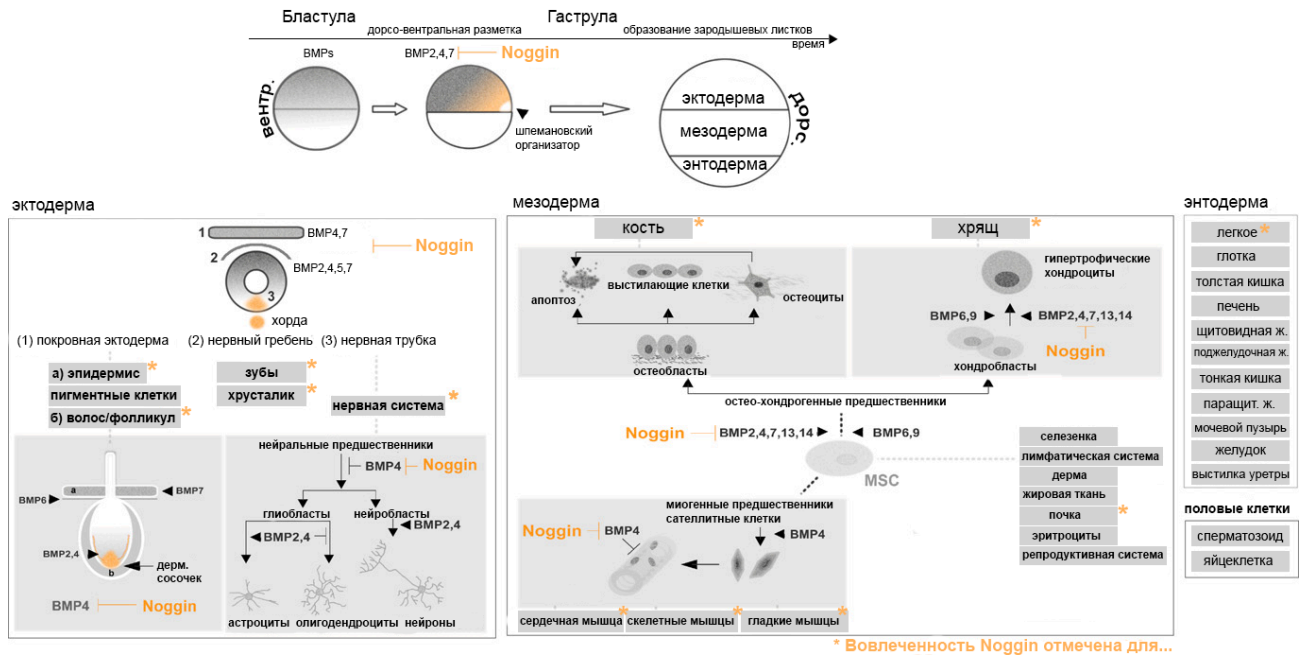 Бластула
Гаструла
дорсо-вентральная разметка
образование зародышевых листков
время
BMPs
BMP2,4,7
Noggin
вентр.
шпемановский
организатор
эктодерма
мезодерма
энтодерма
дорс.
эктодерма
1
BMP4,7
Noggin
2
BMP2,4,5,7
3
хорда
(1) покровная эктодерма
(2) нервный гребень
(3) нервная трубка
а) эпидермис *
пигментные клетки
б) волос/фолликул *
зубы *
хрусталик *
нервная система *
a
BMP6
BMP7
BMP2,4
b
дерм.
сосочек
BMP4
Noggin
нейральные предшественники
BMP4
Noggin
глиобласты
нейробласты
BMP2,4
BMP2,4
астроциты
олигодендроциты
нейроны
мезодерма
кость *
хрящ *
апоптоз
выстилающие клетки
остеоциты
остеобласты
гипертрофические
хондроциты
BMP6,9
BMP2,4,7,13,14
Noggin
хондробласты
остео-хондрогенные предшественники
Noggin
BMP2,4,7,13,14
BMP6,9
MSC
миогенные предшественники
сателлитные клетки
Noggin
BMP4
BMP4
сердечная мышца *
скелетные мышцы *
гладкие мышцы *
селезенка
лимфатическая система
дерма
жировая ткань
почка *
эритроциты
репродуктивная система
энтодерма
легкое *
глотка
толстая кишка
печень
щитовидная ж.
поджелудочная ж.
тонкая кишка
паращит. ж.
мочевой пузырь
желудок
выстилка уретры
половые клетки
сперматозоид
яйцеклетка
* Вовлеченность Noggin отмечена для...